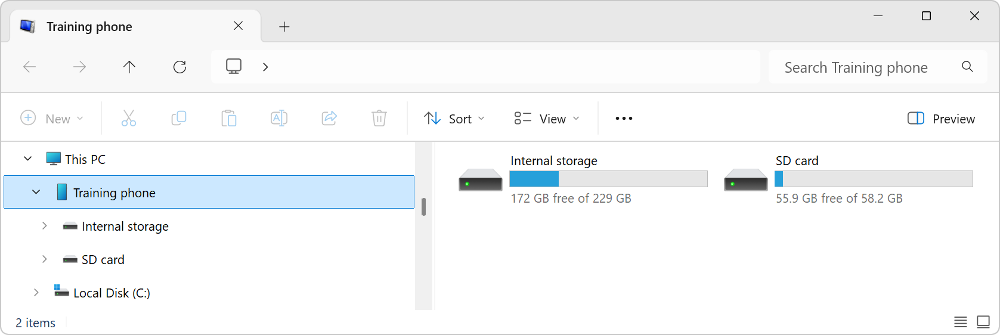 Training phone
Search Training phone
New
Sort
View
Preview
This PC
Training phone
Internal storage
SD card
Local Disk (C:)
Internal storage
172 GB free of 229 GB
SD card
55.9 GB free of 58.2 GB
2 items